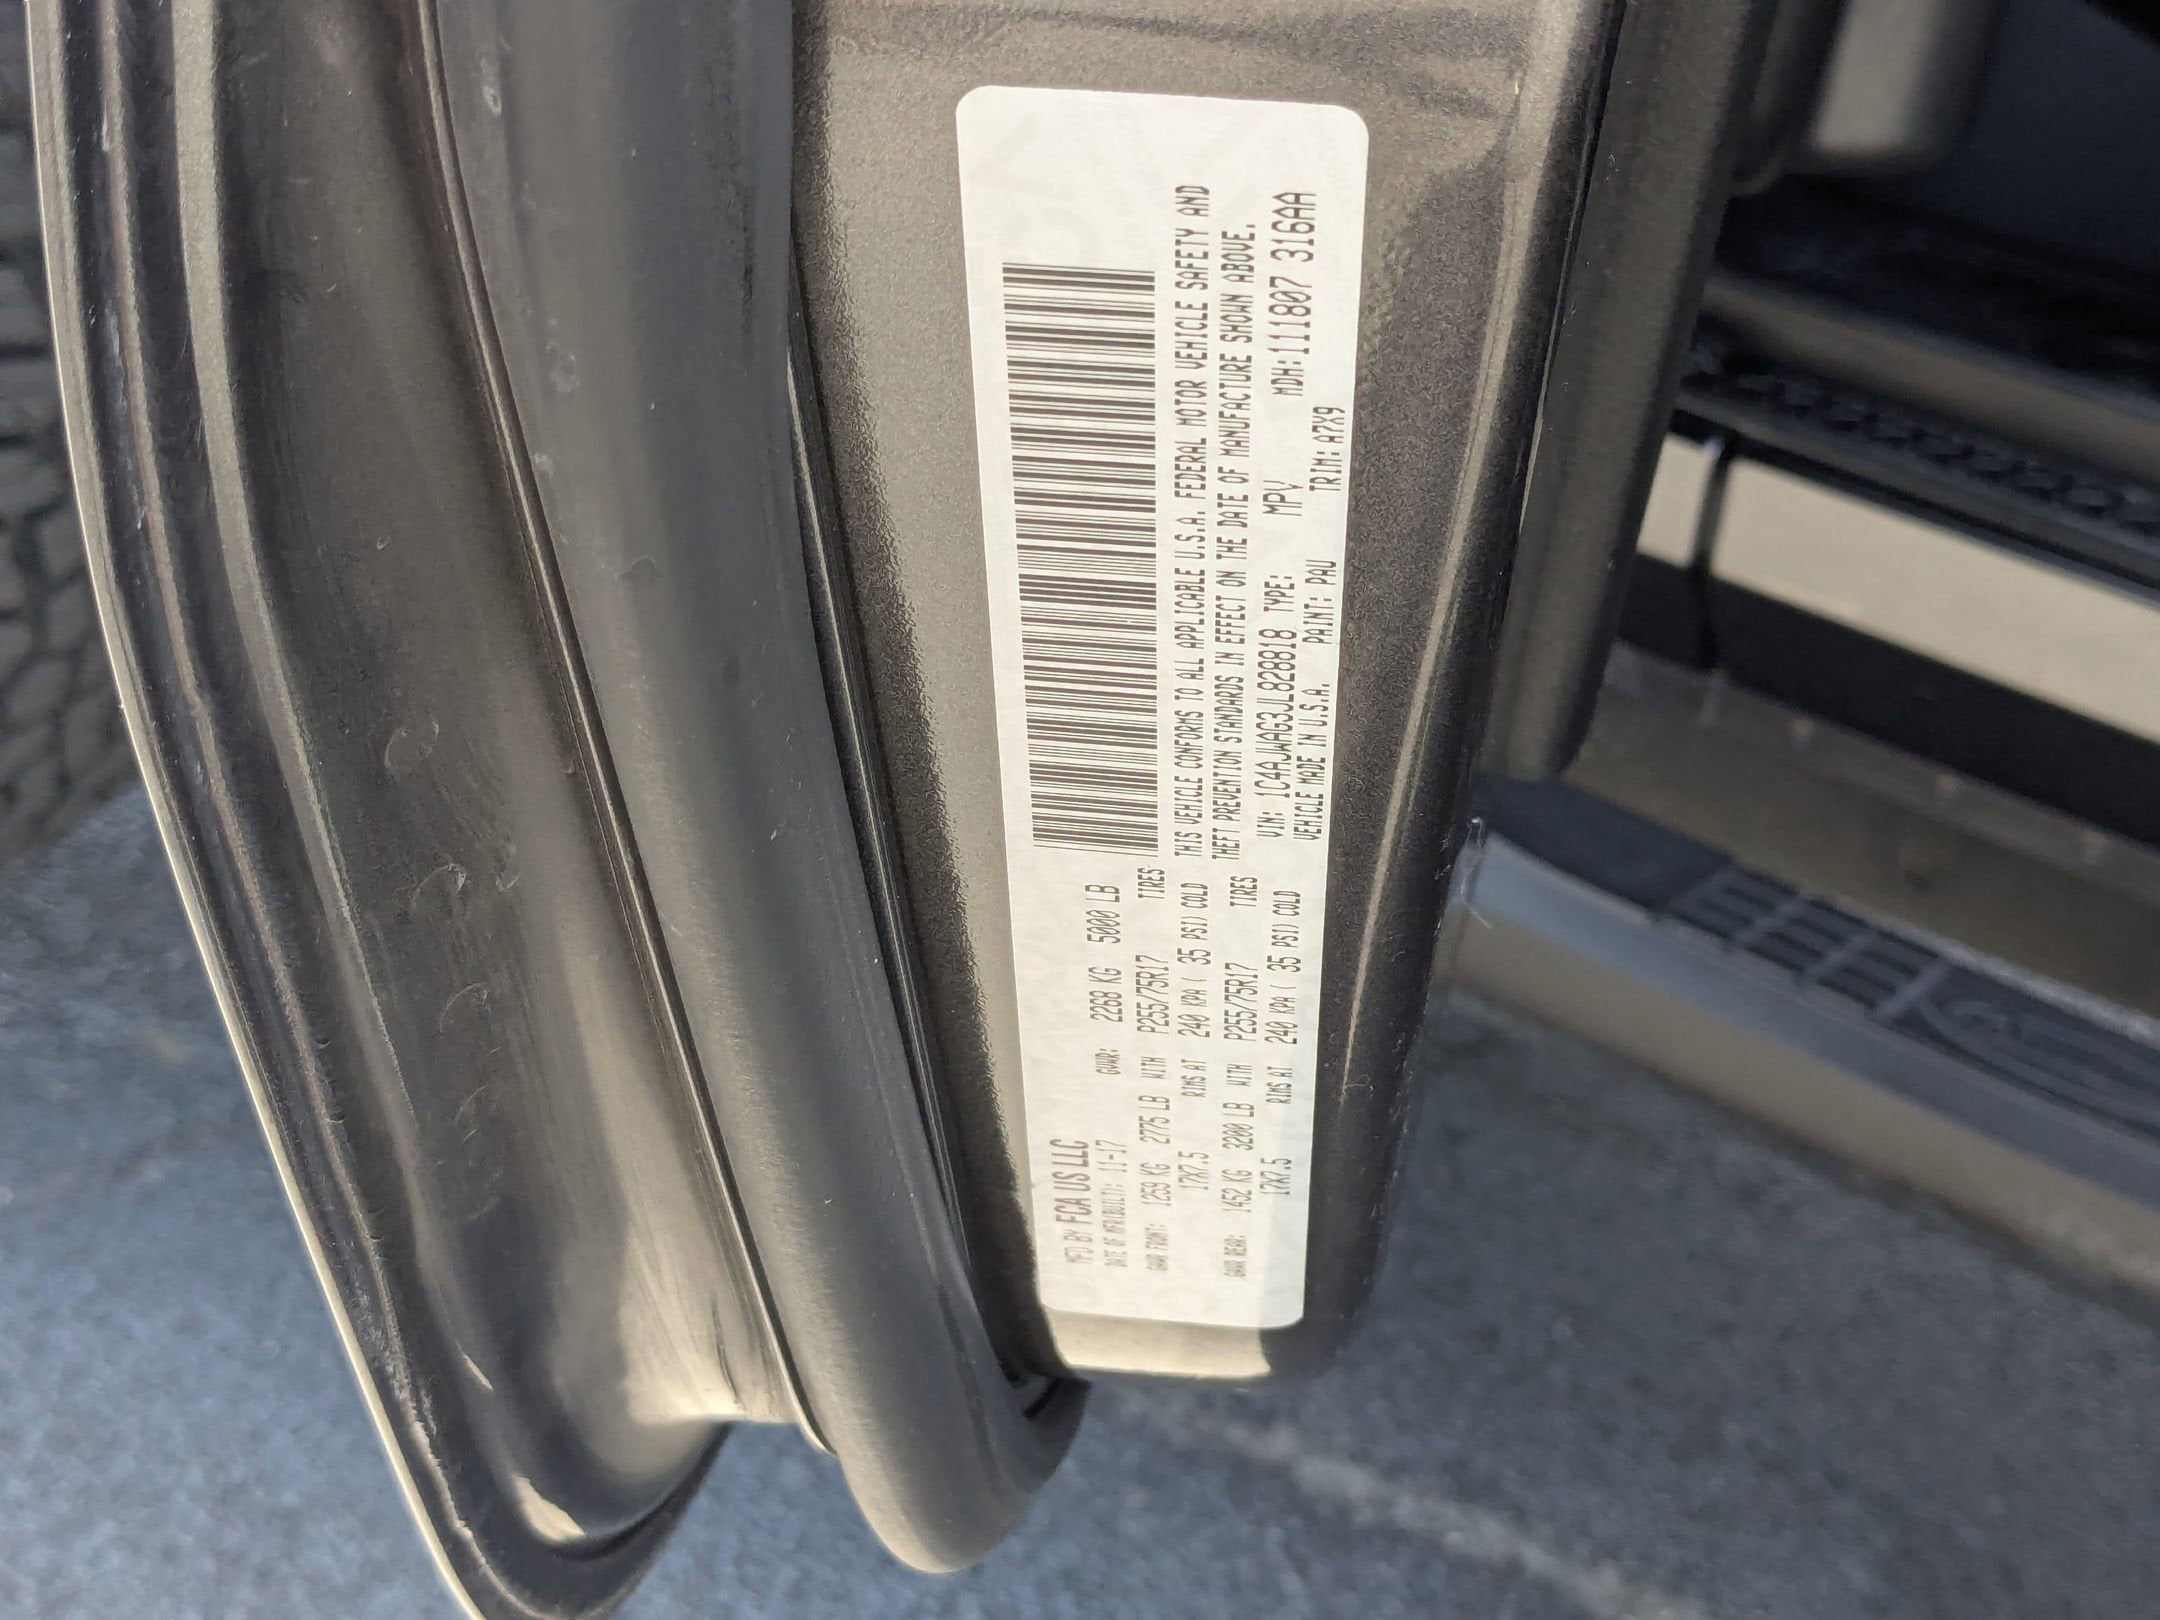 MFD BY FCA US LLC
DATE OF MFR(BUILT): 11-17 GVWR: 2268 KG 5000 LB
GAWR FRONT: 1259 KG 2775 LB WITH P255/75R17 TIRES
17X7.5 RIMS AT 240 KPA ( 35 PSI) COLD
GAWR REAR: 1452 KG 3200 LB WITH P255/75R17 TIRES
17X7.5 RIMS AT 240 KPA ( 35 PSI) COLD
THIS VEHICLE CONFORMS TO ALL APPLICABLE U.S.A. FEDERAL MOTOR VEHICLE SAFETY AND
THEFT PREVENTION STANDARDS IN EFFECT ON THE DATE OF MANUFACTURE SHOWN ABOVE.
VIN: 1C4AJWAG3JL828818 TYPE: MPV MDH:111807 316AA
VEHICLE MADE IN U.S.A. PAINT: PAU TRIM: A7X9